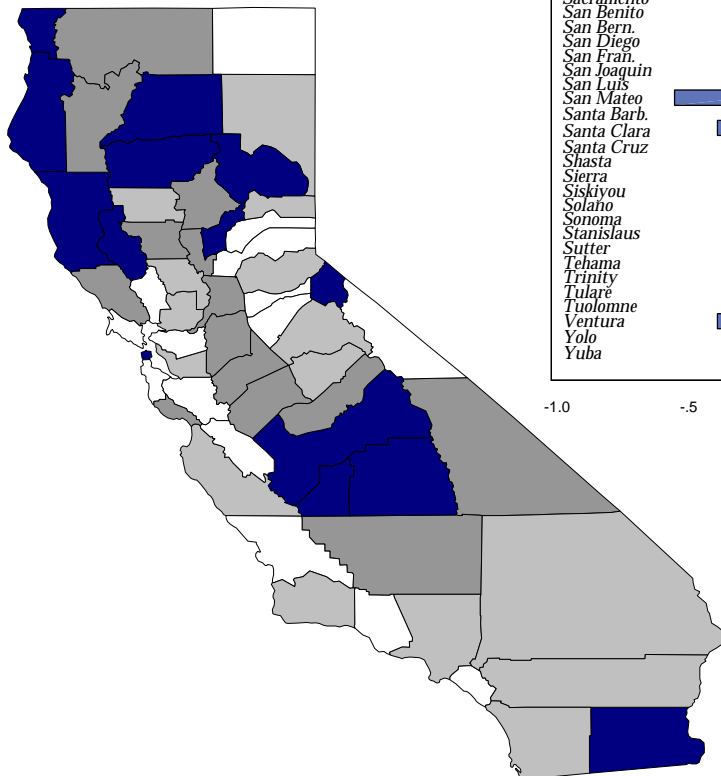 Sacramento
San Benito
San Bern.
San Diego
San Fran.
San Joaquin
San Luis
San Mateo
Santa Barb.
Santa Clara
Santa Cruz
Shasta
Sierra
Siskiyou
Solano
Sonoma
Stanislaus
Sutter
Tehama
Trinity
Tulare
Tuolomne
Ventura
Yolo
Yuba
-1.0 -.5